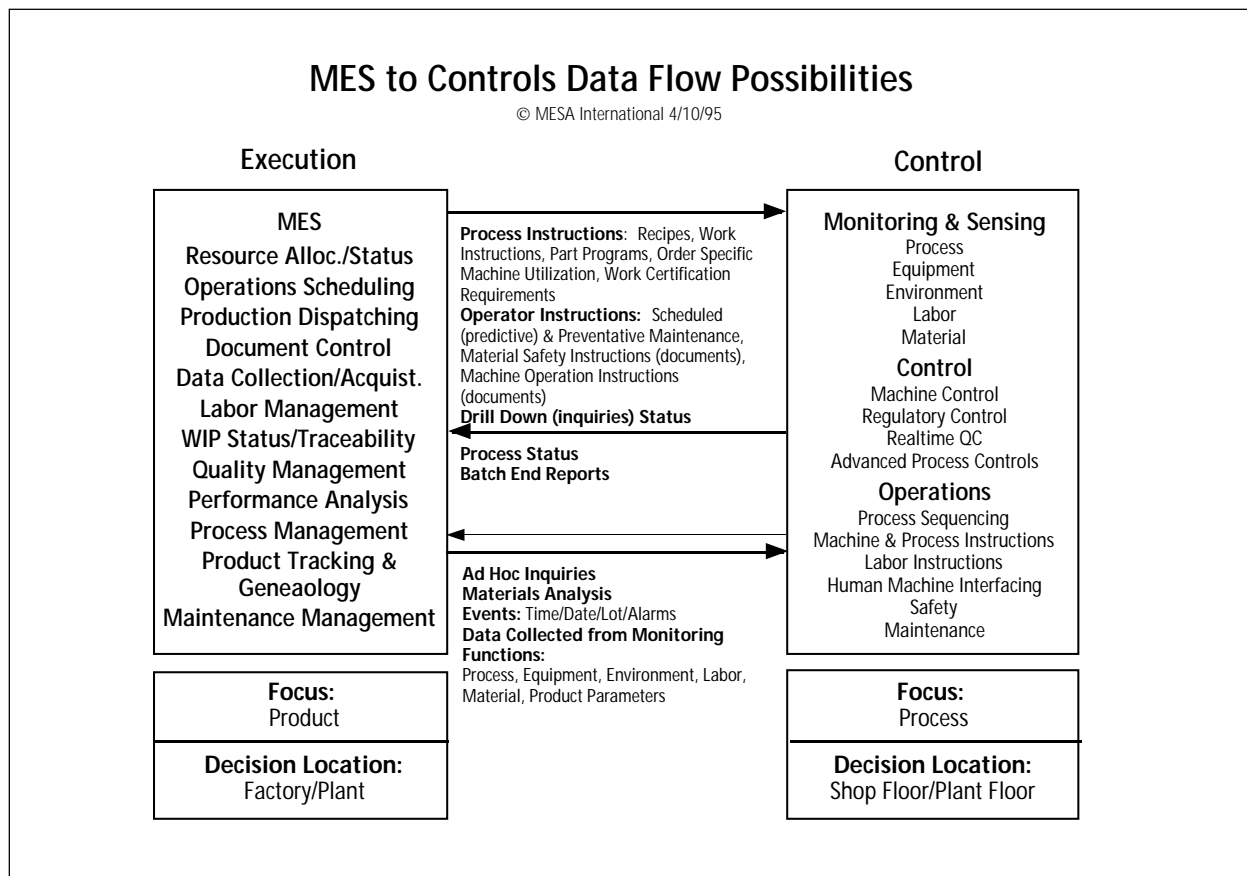 MES to Controls Data Flow Possibilities
© MESA International 4/10/95
Execution
MES
Resource Alloc./Status
Operations Scheduling
Production Dispatching
Document Control
Data Collection/Acquist.
Labor Management
WIP Status/Traceability
Quality Management
Performance Analysis
Process Management
Product Tracking &
Geneaology
Maintenance Management
Focus:
Product
Decision Location:
Factory/Plant
Process Instructions: Recipes, Work
Instructions, Part Programs, Order Specific
Machine Utilization, Work Certification
Requirements
Operator Instructions: Scheduled
(predictive) & Preventative Maintenance,
Material Safety Instructions (documents),
Machine Operation Instructions
(documents)
Drill Down (inquiries) Status
Process Status
Batch End Reports
Ad Hoc Inquiries
Materials Analysis
Events: Time/Date/Lot/Alarms
Data Collected from Monitoring
Functions:
Process, Equipment, Environment, Labor,
Material, Product Parameters
Control
Monitoring & Sensing
Process
Equipment
Environment
Labor
Material
Control
Machine Control
Regulatory Control
Realtime QC
Advanced Process Controls
Operations
Process Sequencing
Machine & Process Instructions
Labor Instructions
Human Machine Interfacing
Safety
Maintenance
Focus:
Process
Decision Location:
Shop Floor/Plant Floor